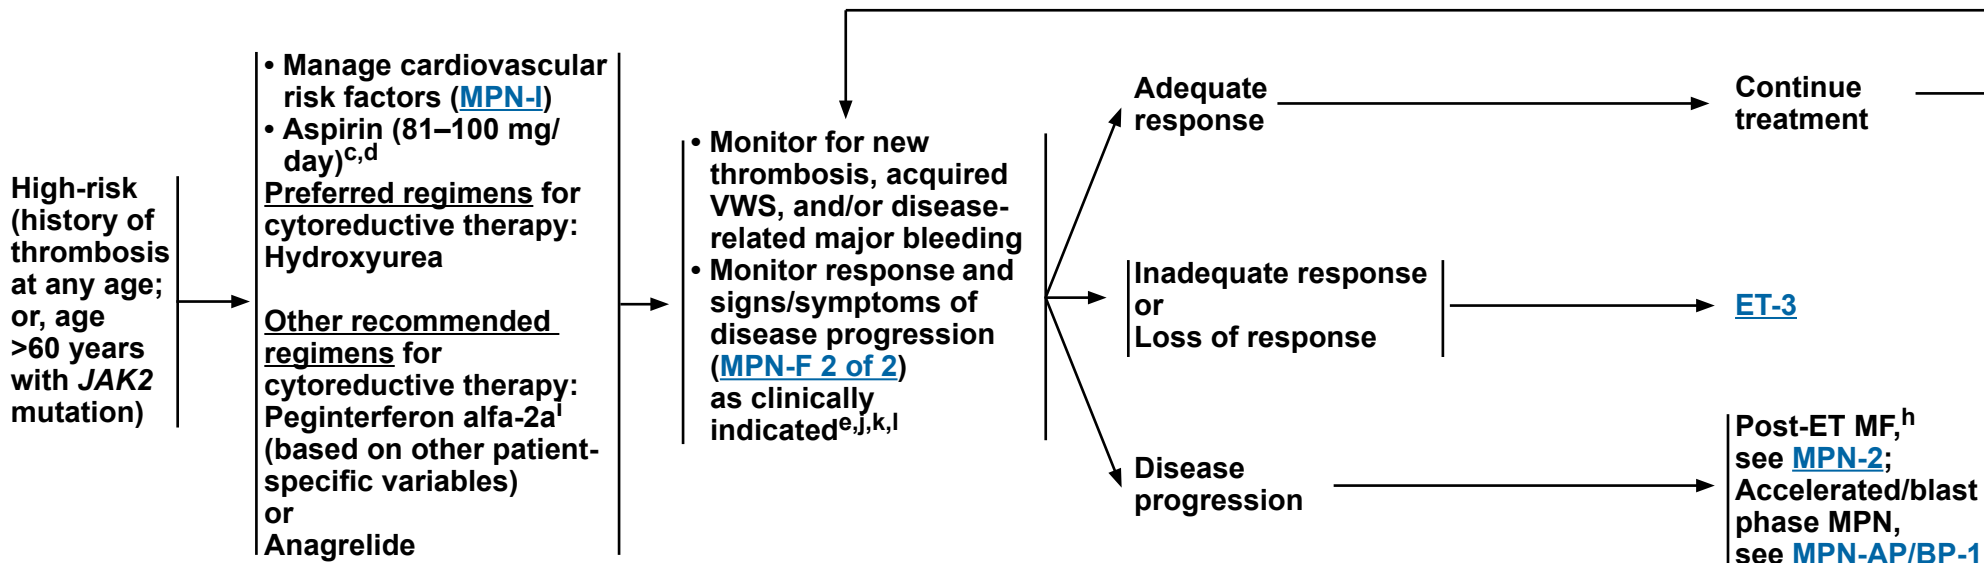 High-risk
(history of
thrombosis
at any age;
or, age
>60 years
with JAK2
mutation)
• Manage cardiovascular
risk factors (MPN-I)
• Aspirin (81–100 mg/
day)c,d
Preferred regimens for
cytoreductive therapy:
Hydroxyurea
Other recommended
regimens for
cytoreductive therapy:
Peginterferon alfa-2ai
(based on other patient-
specific variables)
or
Anagrelide
• Monitor for new
thrombosis, acquired
VWS, and/or disease-
related major bleeding
• Monitor response and
signs/symptoms of
disease progression
(MPN-F 2 of 2)
as clinically
indicatede,j,k,l
Adequate
response
Continue
treatment
Inadequate response
or
Loss of response
ET-3
Disease
progression
Post-ET MF,h
see MPN-2;
Accelerated/blast
phase MPN,
see MPN-AP/BP-1